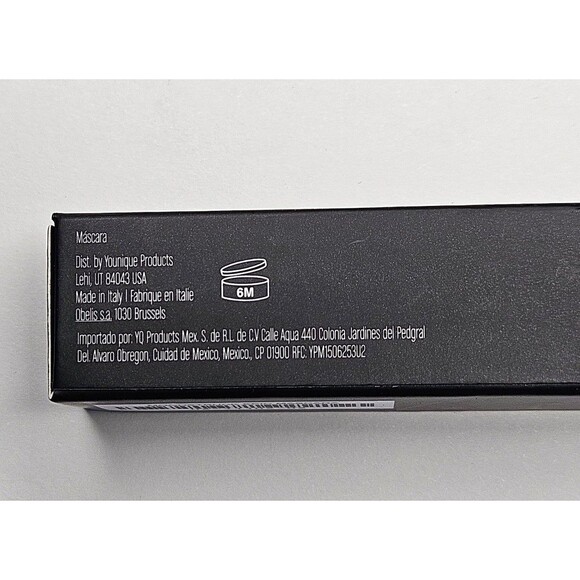 Máscara
Dist. by Younique Products
Lehi, UT 84043 USA
Made in Italy | Fabrique en Italie
Obelis s.a. 1030 Brussels
6M
Importado por: YQ Products Mex. S. de R.L. de C.V Calle Aqua 440 Colonia Jardines del Pedgral
Del. Alvaro Obregon, Cuidad de Mexico, Mexico., CP 01900 RFC: YPM1506253U2